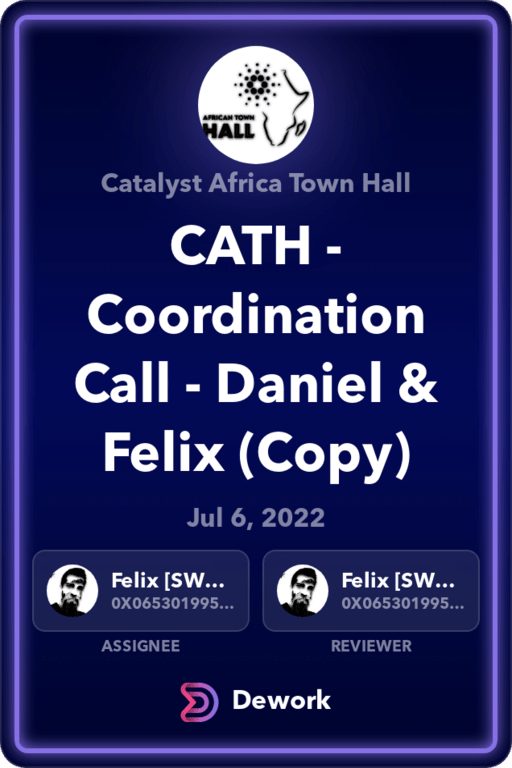 AFRICAN TOWN
HALL
Catalyst Africa Town Hall
CATH -
Coordination
Call - Daniel &
Felix (Copy)
Jul 6, 2022
Felix [SW... Felix [SW...
0X065301995... 0X065301995...
ASSIGNEE REVIEWER
Dework